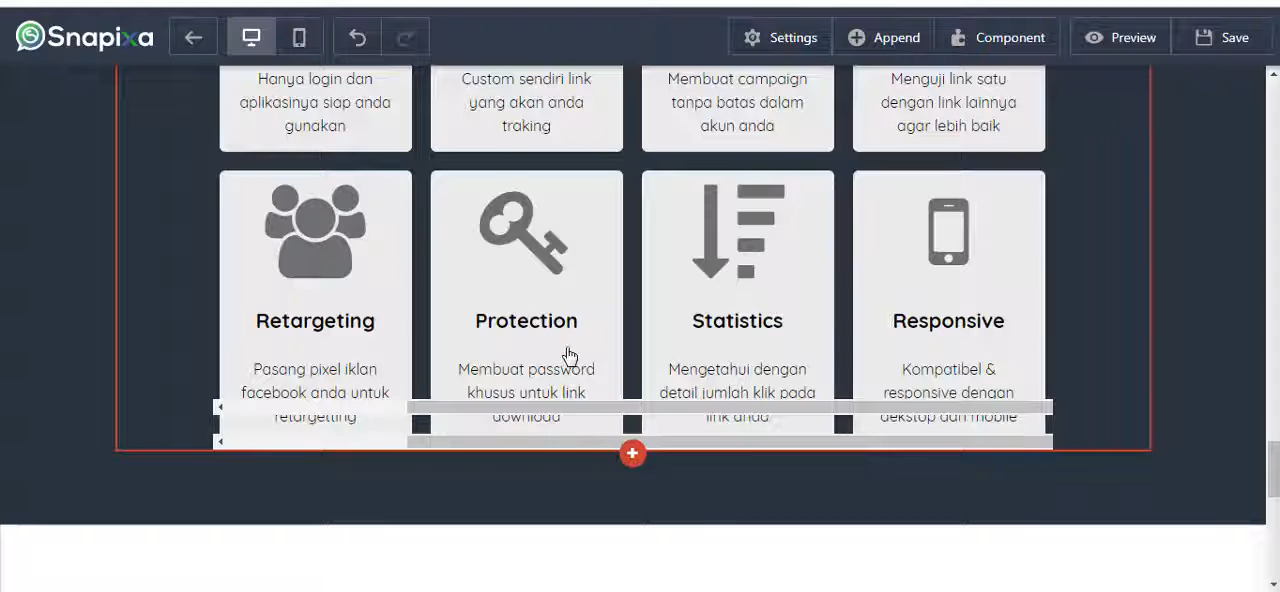 Snapixa
Settings
Append
Component
Preview
Save
Hanya login dan
aplikasinya siap anda
gunakan
Custom sendiri link
yang akan anda
traking
Membuat campaign
tanpa batas dalam
akun anda
Menguji link satu
dengan link lainnya
agar lebih baik
Retargeting
Pasang pixel iklan
facebook anda untuk
retargetting
Protection
Membuat password
khusus untuk link
download
Statistics
Mengetahui dengan
detail jumlah klik pada
link anda
Responsive
Kompatibel &
responsive dengan
dekstop dan mobile